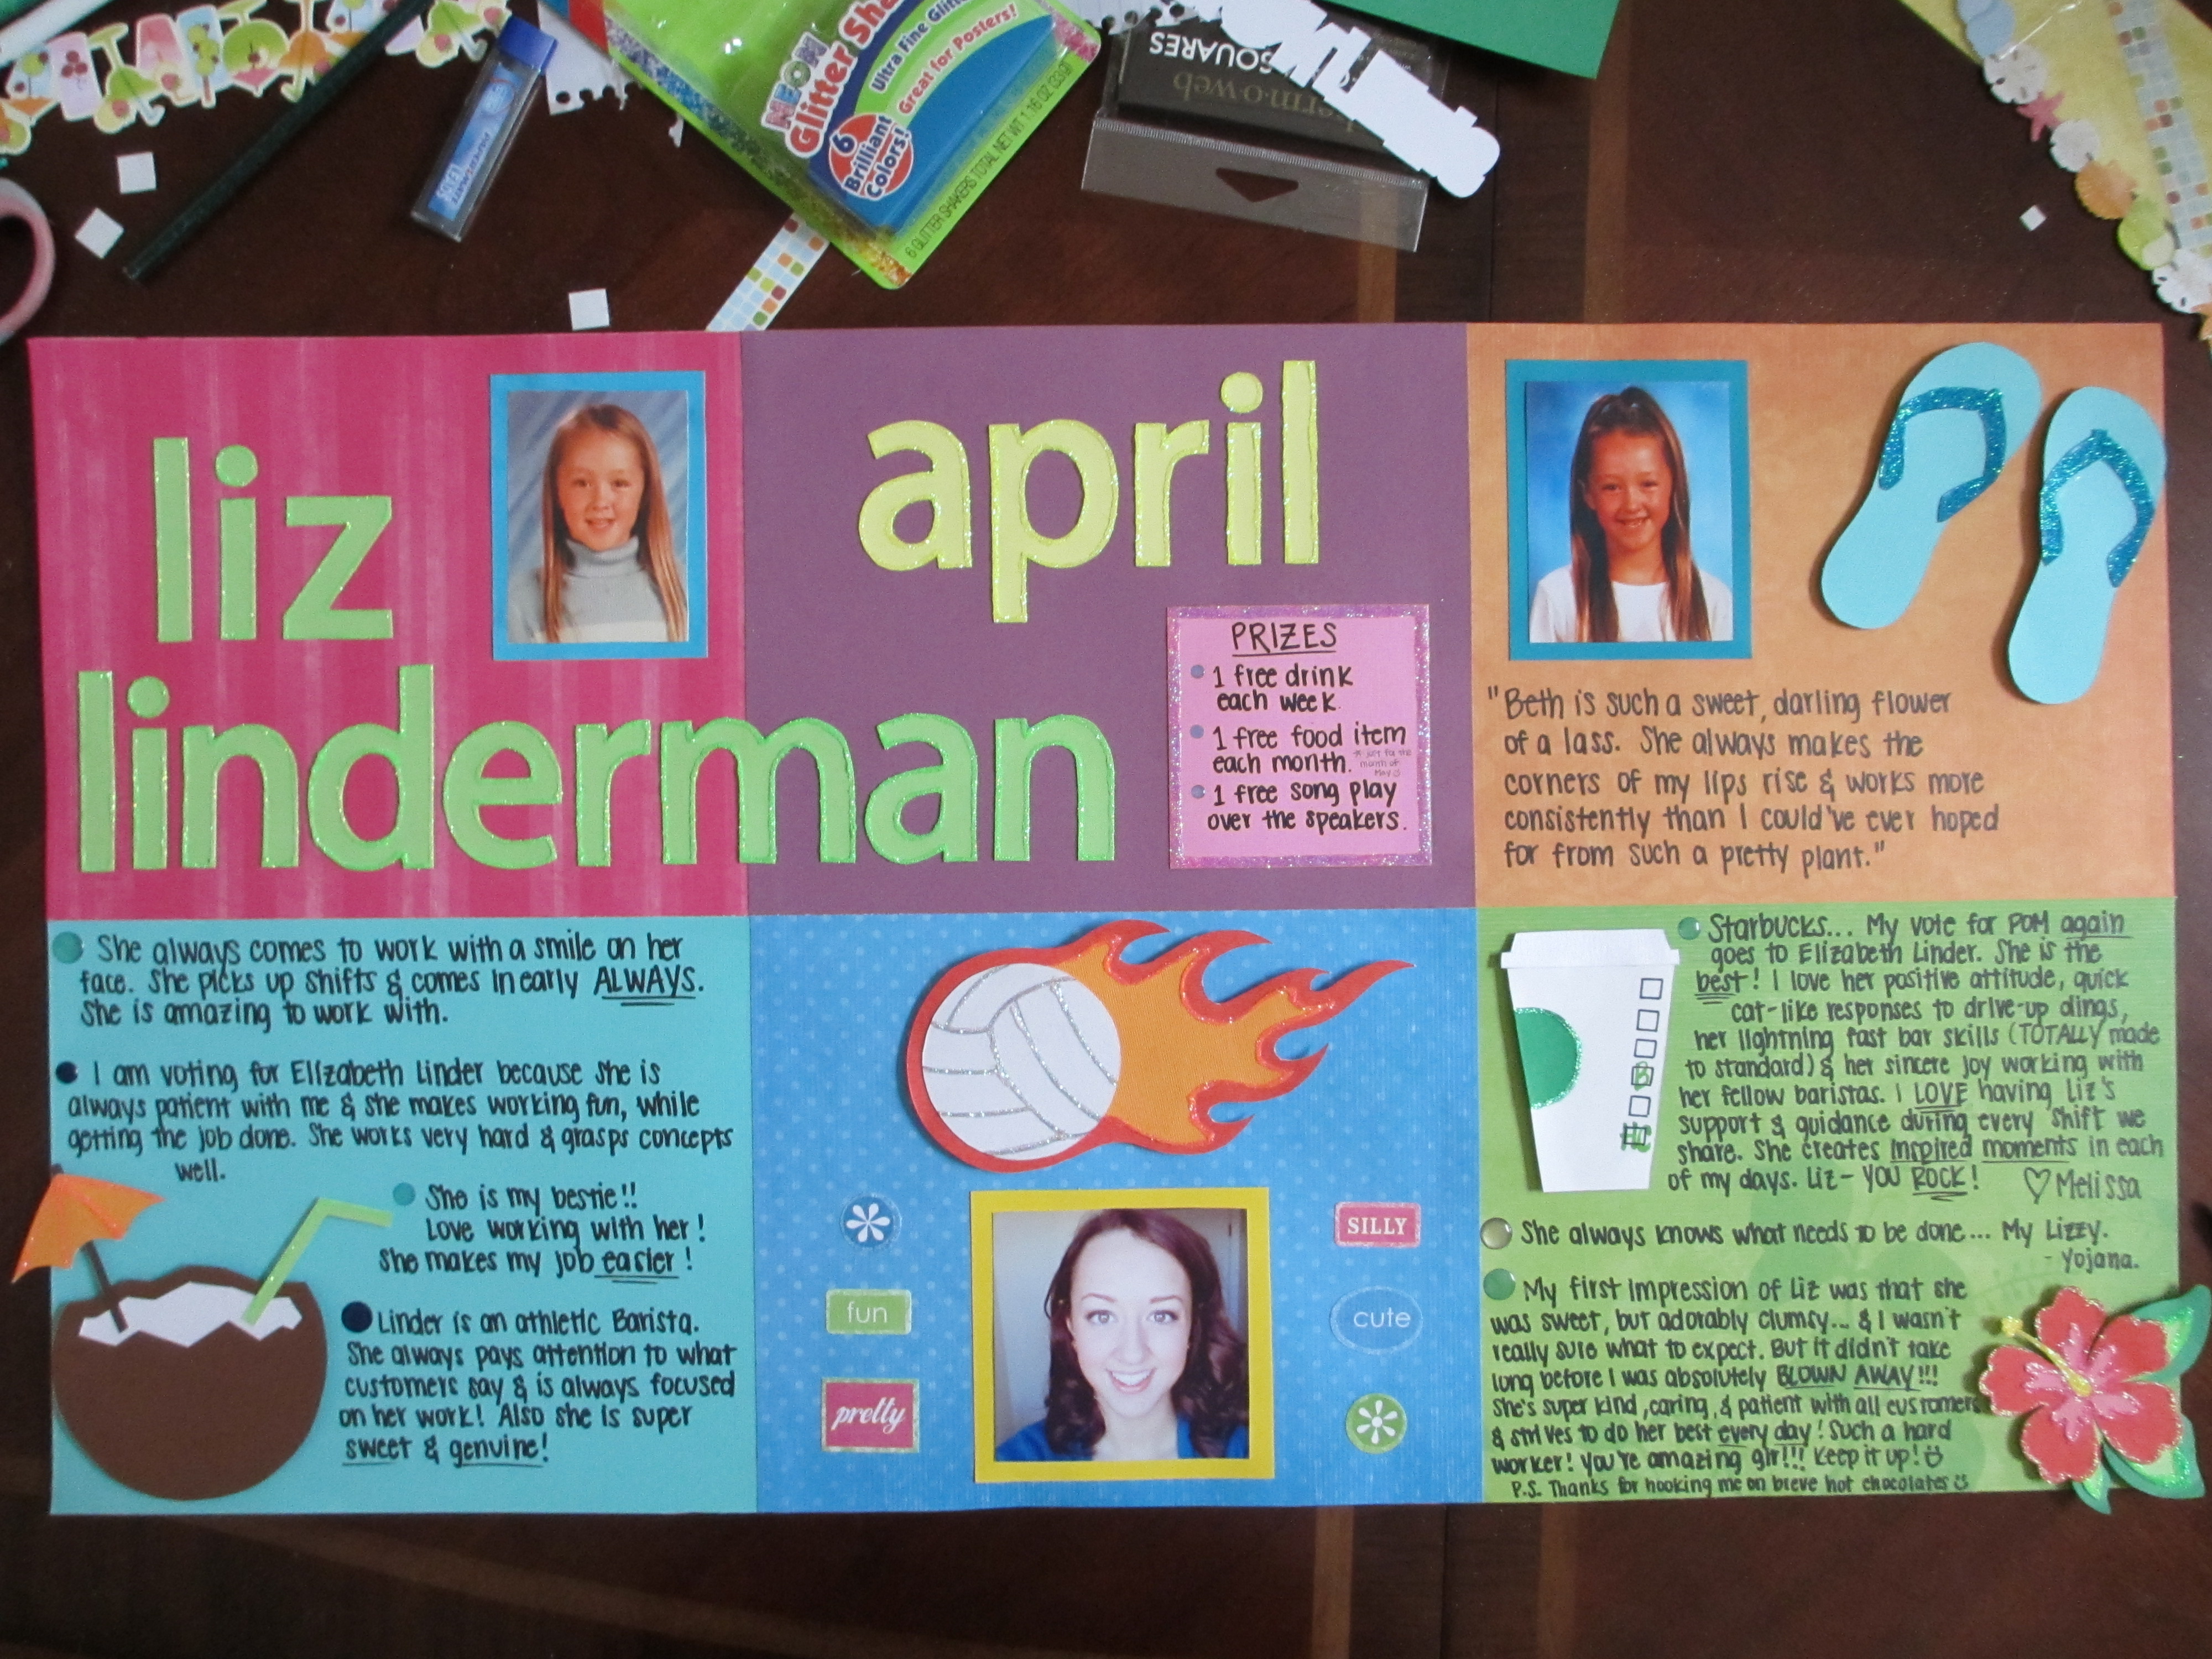 NEON
Glitter Sha
Ultra Fine Glit
Great for Posters!
6
Brilliant
Colors!
6 GLITTER SHAKERS TOTAL NET WT 1.16 OZ (33g)
SQUARES
erm·o·web
liz
linderman
april
PRIZES
1 free drink
each week.
1 free food item
each month. * just for the
month of
May
1 free song play
over the speakers.
"Beth is such a sweet, darling flower
of a lass. She always makes the
corners of my lips rise & works more
consistently than I could've ever hoped
for from such a pretty plant."
She always comes to work with a smile on her
face. She picks up shifts & comes in early ALWAYS.
She is amazing to work with.
I am voting for Elizabeth Linder because she is
always patient with me & she makes working fun, while
getting the job done. She works very hard & grasps concepts
well.
She is my bestie!!
Love working with her!
She makes my job easier!
Linder is an athletic Barista.
She always pays attention to what
customers say & is always focused
on her work! Also she is super
sweet & genuine!
fun
pretty
SILLY
cute
Starbucks... My vote for POM again
goes to Elizabeth Linder. She is the
best! I love her positive attitude, quick
cat-like responses to drive-up dings,
her lightning fast bar skills (TOTALLY made
to standard) & her sincere joy working with
her fellow baristas. I LOVE having Liz's
support & guidance during every shift we
share. She creates inspired moments in each
of my days. Liz- YOU ROCK! ♡ Melissa
She always knows what needs to be done... My Lizzy.
- Yojana.
My first impression of Liz was that she
was sweet, but adorably clumsy... & I wasn't
really sure what to expect. But it didn't take
long before I was absolutely BLOWN AWAY!!!
She's super kind, caring, & patient with all customers
& strives to do her best every day! Such a hard
worker! You're amazing girl!!! Keep it up!
P.S. Thanks for hooking me on breve hot chocolates